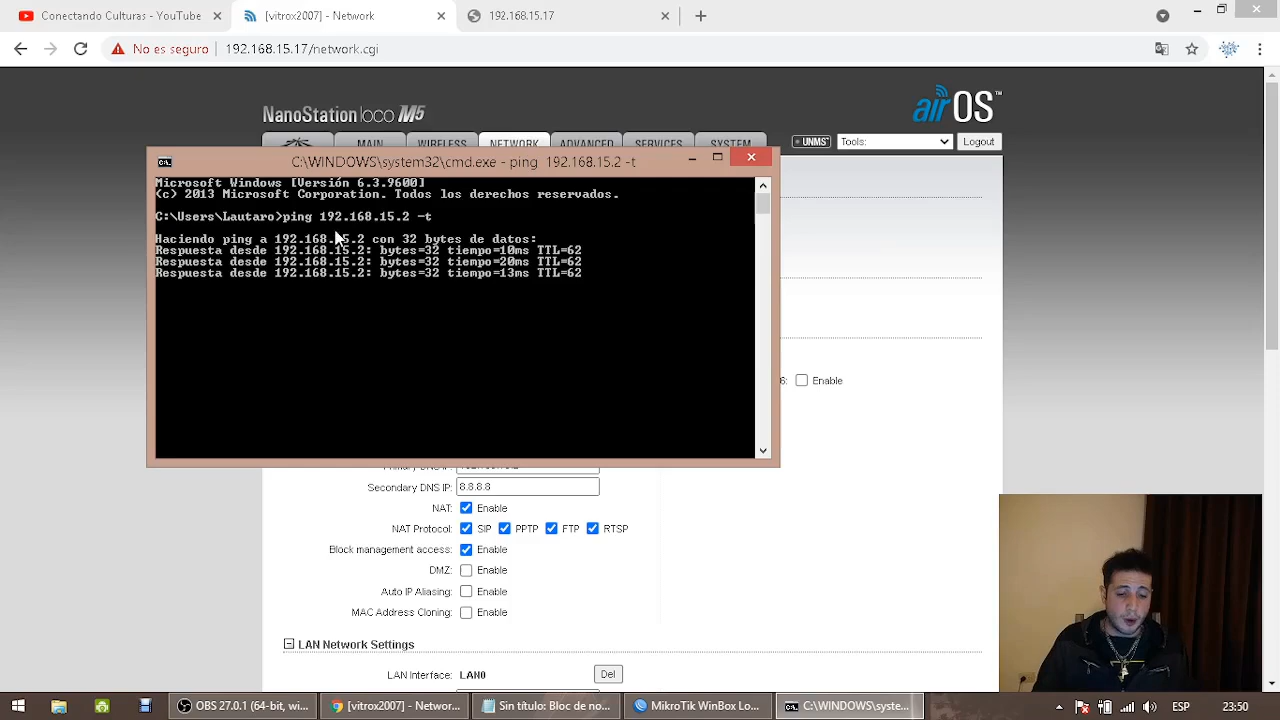 Conectando Culturas - YouTube
[vitrox2007] - Network
192.168.15.17
No es seguro
192.168.15.17/network.cgi
NanoStation loco M5
airOS™
MAIN
WIRELESS
NETWORK
ADVANCED
SERVICES
SYSTEM
UNMS™
Tools:
Logout
C:\WINDOWS\system32\cmd.exe - ping 192.168.15.2 -t
Microsoft Windows [Versión 6.3.9600]
<c> 2013 Microsoft Corporation. Todos los derechos reservados.
C:\Users\Lautaro>ping 192.168.15.2 -t
Haciendo ping a 192.168.15.2 con 32 bytes de datos:
Respuesta desde 192.168.15.2: bytes=32 tiempo=10ms TTL=62
Respuesta desde 192.168.15.2: bytes=32 tiempo=20ms TTL=62
Respuesta desde 192.168.15.2: bytes=32 tiempo=13ms TTL=62
6:
Enable
Secondary DNS IP:
8.8.8.8
NAT:
Enable
NAT Protocol:
SIP
PPTP
FTP
RTSP
Block management access:
Enable
DMZ:
Enable
Auto IP Aliasing:
Enable
MAC Address Cloning:
Enable
LAN Network Settings
LAN Interface:
LAN0
Del
OBS 27.0.1 (64-bit, wi...
[vitrox2007] - Networ...
Sin título: Bloc de no...
MikroTik WinBox Lo...
C:\WINDOWS\syste...
ESP
23:50